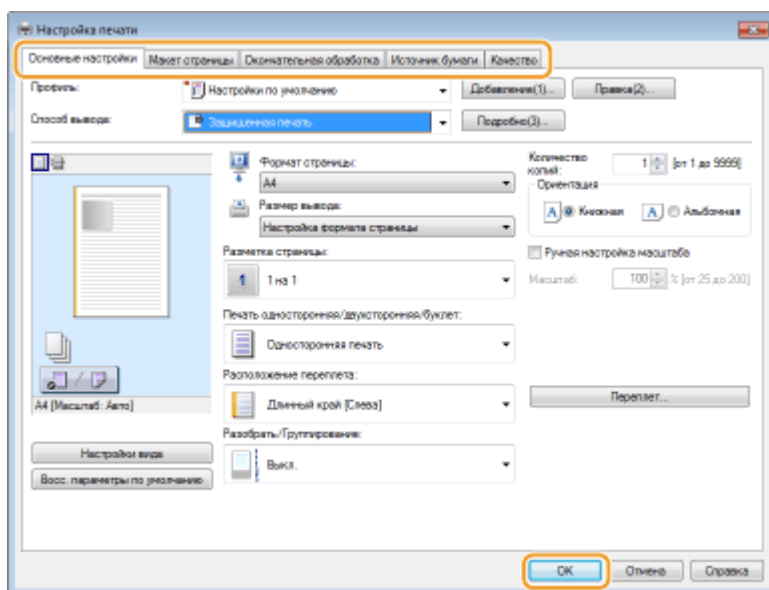 Настройка печати
Основные настройки Макет страницы Окончательная обработка Источник бумаги Качество
Профиль: Настройки по умолчанию Добавление(1)... Правка(2)...
Способ вывода: Защищенная печать Подробно(3)...
Формат страницы:
A4
Размер вывода:
Настройка формата страницы
Количество копий: 1 [от 1 до 9999]
Ориентация
A Книжная A Альбомная
Разметка страницы:
1 1 на 1
Ручная настройка масштаба
Масштаб: 100 % [от 25 до 200]
Печать односторонняя/двухсторонняя/буклет:
Односторонняя печать
Расположение переплета:
Длинный край [Слева]
Переплет...
A4 [Масштаб: Авто]
Разобрать/Группирование:
Выкл.
Настройки вида
Восс. параметры по умолчанию
OK Отмена Справка